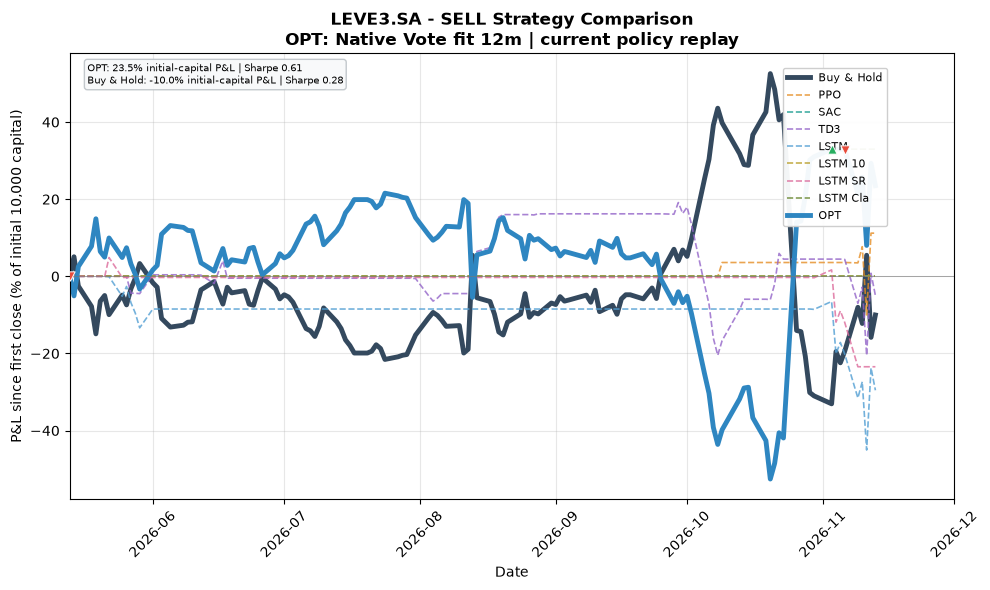 LEVE3.SA - SELL Strategy Comparison
OPT: Native Vote fit 12m | current policy replay
OPT: 23.5% initial-capital P&L | Sharpe 0.61
Buy & Hold: -10.0% initial-capital P&L | Sharpe 0.28
Buy & Hold
PPO
SAC
TD3
LSTM
LSTM 10
LSTM SR
LSTM Cla
OPT
P&L since first close (% of initial 10,000 capital)
40
20
0
−20
−40
2026-06
2026-07
2026-08
2026-09
2026-10
2026-11
2026-12
Date